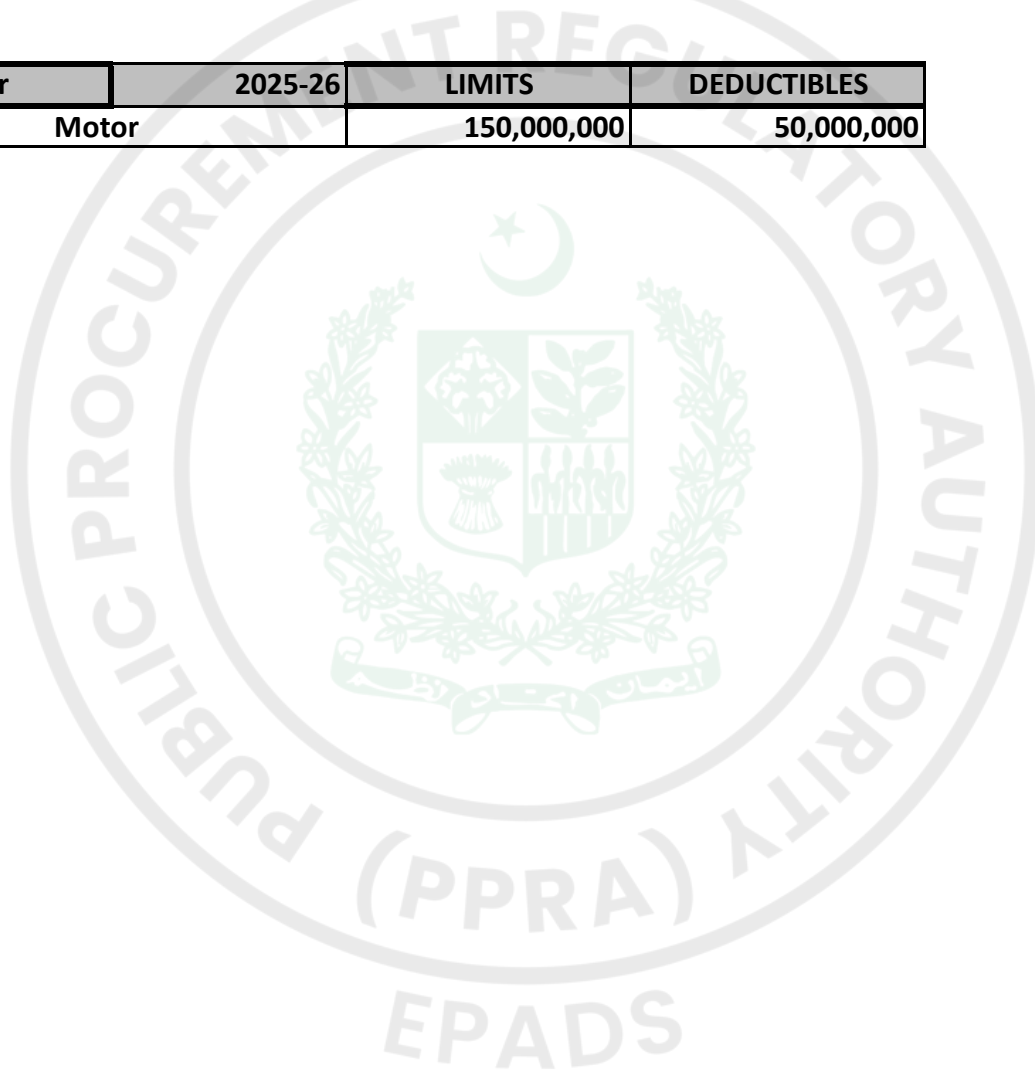 r 2025-26 LIMITS DEDUCTIBLES
Motor 150,000,000 50,000,000
PUBLIC PROCUREMENT REGULATORY AUTHORITY
(PPRA)
EPADS